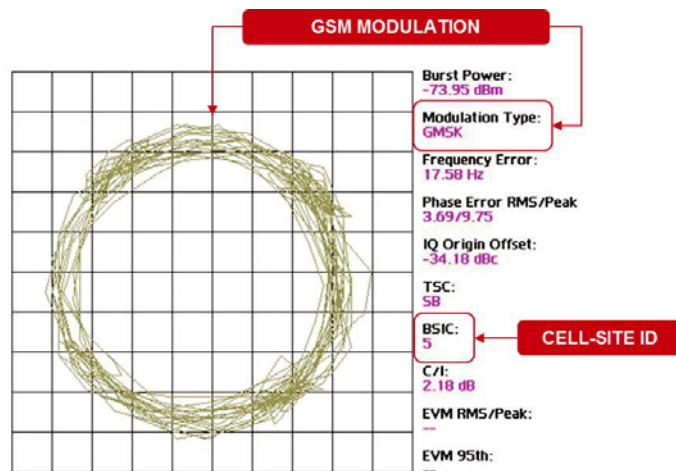 GSM MODULATION
Burst Power:
-73.95 dBm
Modulation Type:
GMSK
Frequency Error:
17.58 Hz
Phase Error RMS/Peak
3.69/9.75
IQ Origin Offset:
-34.18 dBc
TSC:
SB
BSIC:
5
CELL-SITE ID
C/I:
2.18 dB
EVM RMS/Peak:
--
EVM 95th:
--